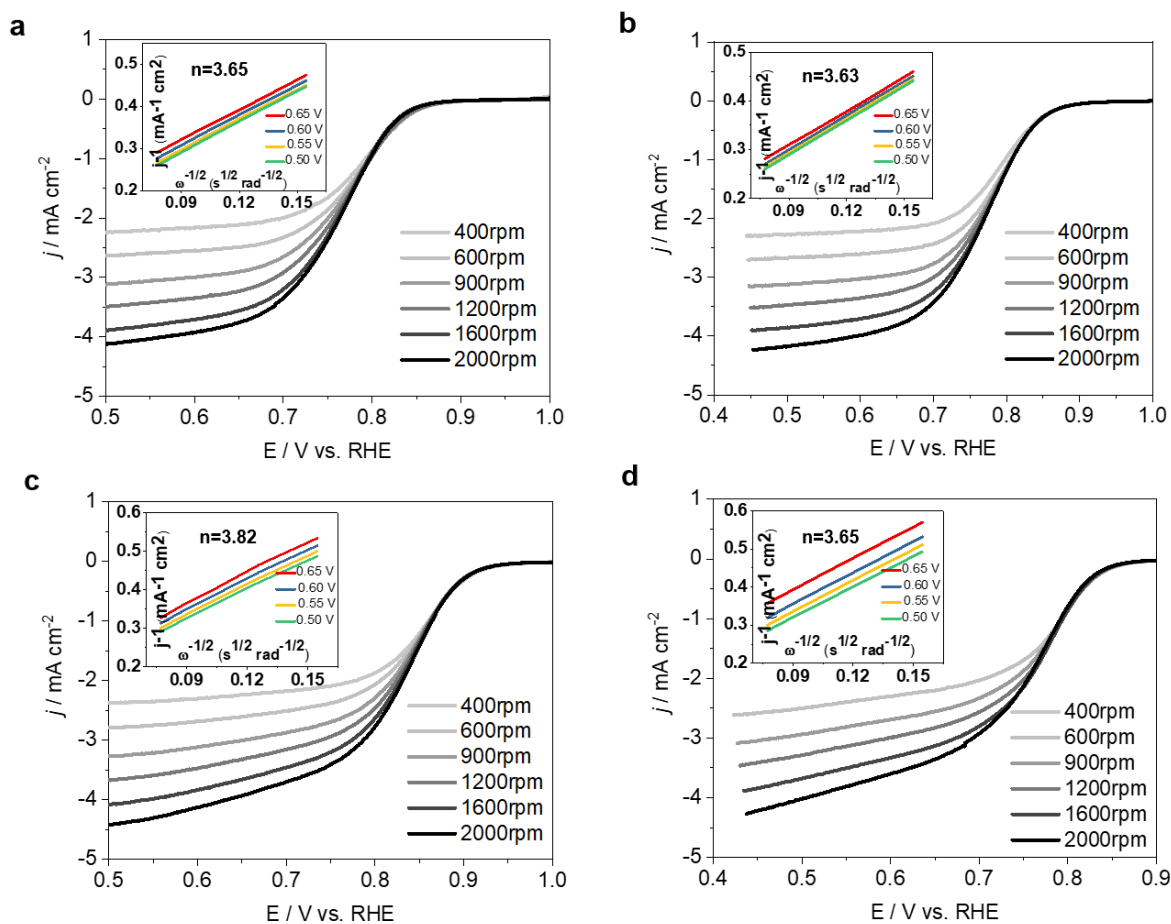 a
n=3.65
j-1 (mA-1 cm2)
0.5
0.4
0.3
0.2
0.65 V
0.60 V
0.55 V
0.50 V
ω-1/2 (s1/2 rad-1/2)
0.09 0.12 0.15
j / mA cm-2
1
0
-1
-2
-3
-4
-5
400rpm
600rpm
900rpm
1200rpm
1600rpm
2000rpm
0.5 0.6 0.7 0.8 0.9 1.0
E / V vs. RHE
b
n=3.63
j-1 (mA-1 cm2)
0.5
0.4
0.3
0.2
0.65 V
0.60 V
0.55 V
0.50 V
ω-1/2 (s1/2 rad-1/2)
0.09 0.12 0.15
j / mA cm-2
1
0
-1
-2
-3
-4
-5
400rpm
600rpm
900rpm
1200rpm
1600rpm
2000rpm
0.4 0.5 0.6 0.7 0.8 0.9 1.0
E / V vs. RHE
c
n=3.82
j-1 (mA-1 cm2)
0.6
0.5
0.4
0.3
0.2
0.65 V
0.60 V
0.55 V
0.50 V
ω-1/2 (s1/2 rad-1/2)
0.09 0.12 0.15
j / mA cm-2
1
0
-1
-2
-3
-4
-5
400rpm
600rpm
900rpm
1200rpm
1600rpm
2000rpm
0.5 0.6 0.7 0.8 0.9 1.0
E / V vs. RHE
d
n=3.65
j-1 (mA-1 cm2)
0.6
0.5
0.4
0.3
0.2
0.65 V
0.60 V
0.55 V
0.50 V
ω-1/2 (s1/2 rad-1/2)
0.09 0.12 0.15
j / mA cm-2
1
0
-1
-2
-3
-4
-5
400rpm
600rpm
900rpm
1200rpm
1600rpm
2000rpm
0.4 0.5 0.6 0.7 0.8 0.9
E / V vs. RHE